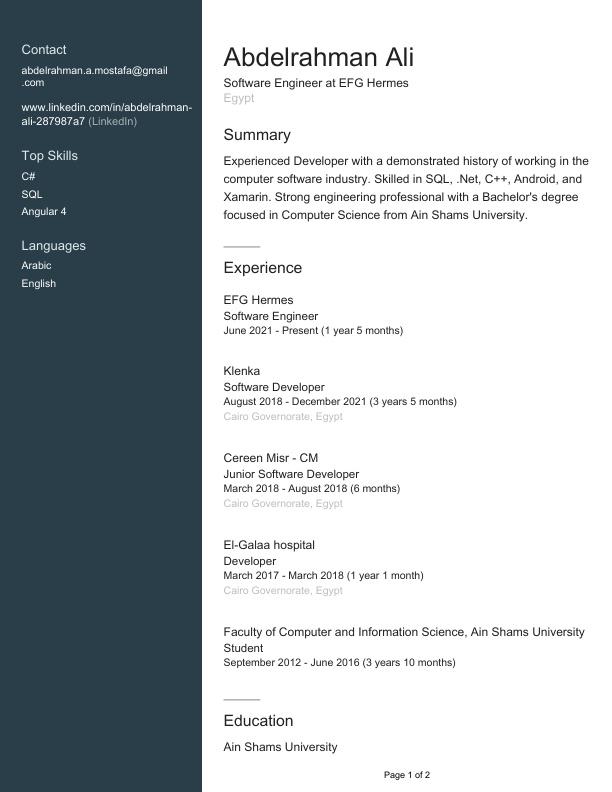 Contact
abdelrahman.a.mostafa@gmail
.com
www.linkedin.com/in/abdelrahman-
ali-287987a7 (LinkedIn)
Top Skills
C#
SQL
Angular 4
Languages
Arabic
English
Abdelrahman Ali
Software Engineer at EFG Hermes
Egypt
Summary
Experienced Developer with a demonstrated history of working in the
computer software industry. Skilled in SQL, .Net, C++, Android, and
Xamarin. Strong engineering professional with a Bachelor's degree
focused in Computer Science from Ain Shams University.
Experience
EFG Hermes
Software Engineer
June 2021 - Present (1 year 5 months)
Klenka
Software Developer
August 2018 - December 2021 (3 years 5 months)
Cairo Governorate, Egypt
Cereen Misr - CM
Junior Software Developer
March 2018 - August 2018 (6 months)
Cairo Governorate, Egypt
El-Galaa hospital
Developer
March 2017 - March 2018 (1 year 1 month)
Cairo Governorate, Egypt
Faculty of Computer and Information Science, Ain Shams University
Student
September 2012 - June 2016 (3 years 10 months)
Education
Ain Shams University
Page 1 of 2